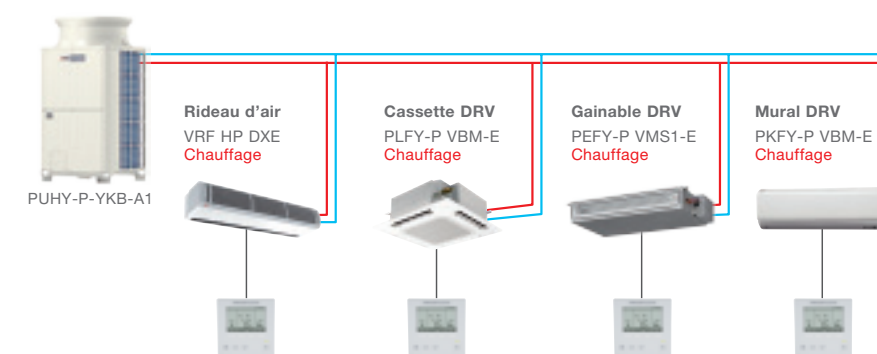 Rideau d'air
VRF HP DXE
Chauffage
Cassette DRV
PLFY-P VBM-E
Chauffage
Gainable DRV
PEFY-P VMS1-E
Chauffage
Mural DRV
PKFY-P VBM-E
Chauffage
PUHY-P-YKB-A1